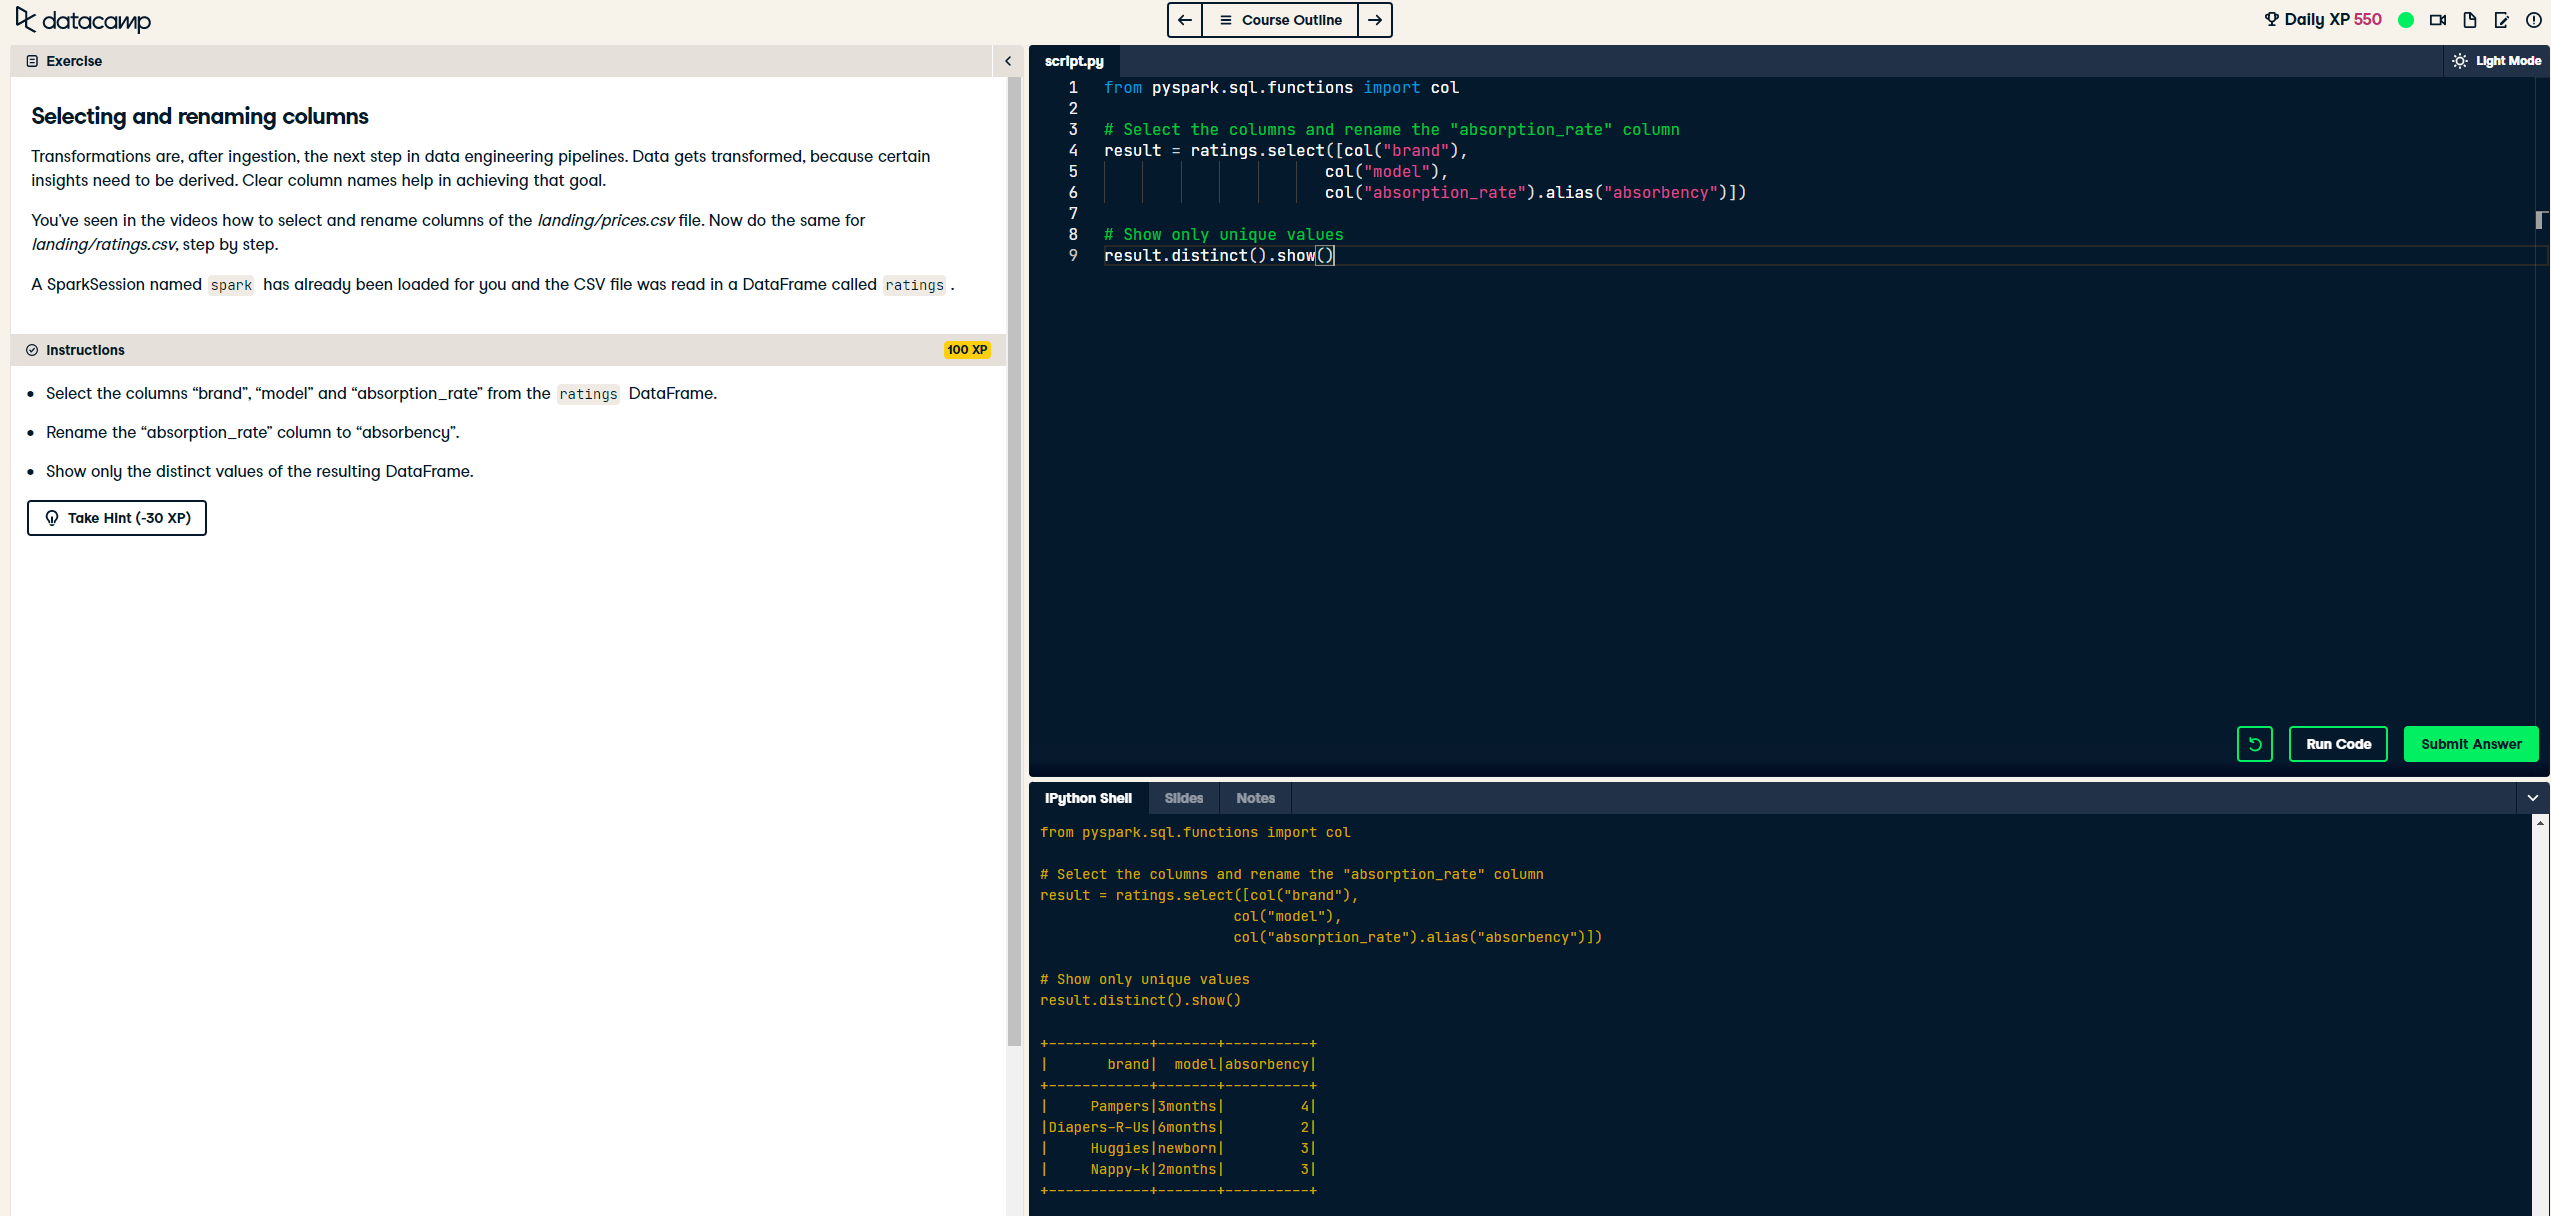 datacamp
Course Outline
Daily XP 550
Exercise
Selecting and renaming columns
Transformations are, after ingestion, the next step in data engineering pipelines. Data gets transformed, because certain
insights need to be derived. Clear column names help in achieving that goal.
You've seen in the videos how to select and rename columns of the landing/prices.csv file. Now do the same for
landing/ratings.csv, step by step.
A SparkSession named spark has already been loaded for you and the CSV file was read in a DataFrame called ratings .
Instructions
100 XP
• Select the columns “brand”, “model” and “absorption_rate” from the ratings DataFrame.
• Rename the “absorption_rate” column to “absorbency”.
• Show only the distinct values of the resulting DataFrame.
Take Hint (-30 XP)
script.py
Light Mode
1 from pyspark.sql.functions import col
2
3 # Select the columns and rename the "absorption_rate" column
4 result = ratings.select([col("brand"),
5                        col("model"),
6                        col("absorption_rate").alias("absorbency")])
7
8 # Show only unique values
9 result.distinct().show()
Run Code
Submit Answer
IPython Shell
Slides
Notes
from pyspark.sql.functions import col
# Select the columns and rename the "absorption_rate" column
result = ratings.select([col("brand"),
                       col("model"),
                       col("absorption_rate").alias("absorbency")])
# Show only unique values
result.distinct().show()
+------------+-------+----------+
|       brand|  model|absorbency|
+------------+-------+----------+
|     Pampers|3months|         4|
|Diapers-R-Us|6months|         2|
|     Huggies|newborn|         3|
|     Nappy-k|2months|         3|
+------------+-------+----------+